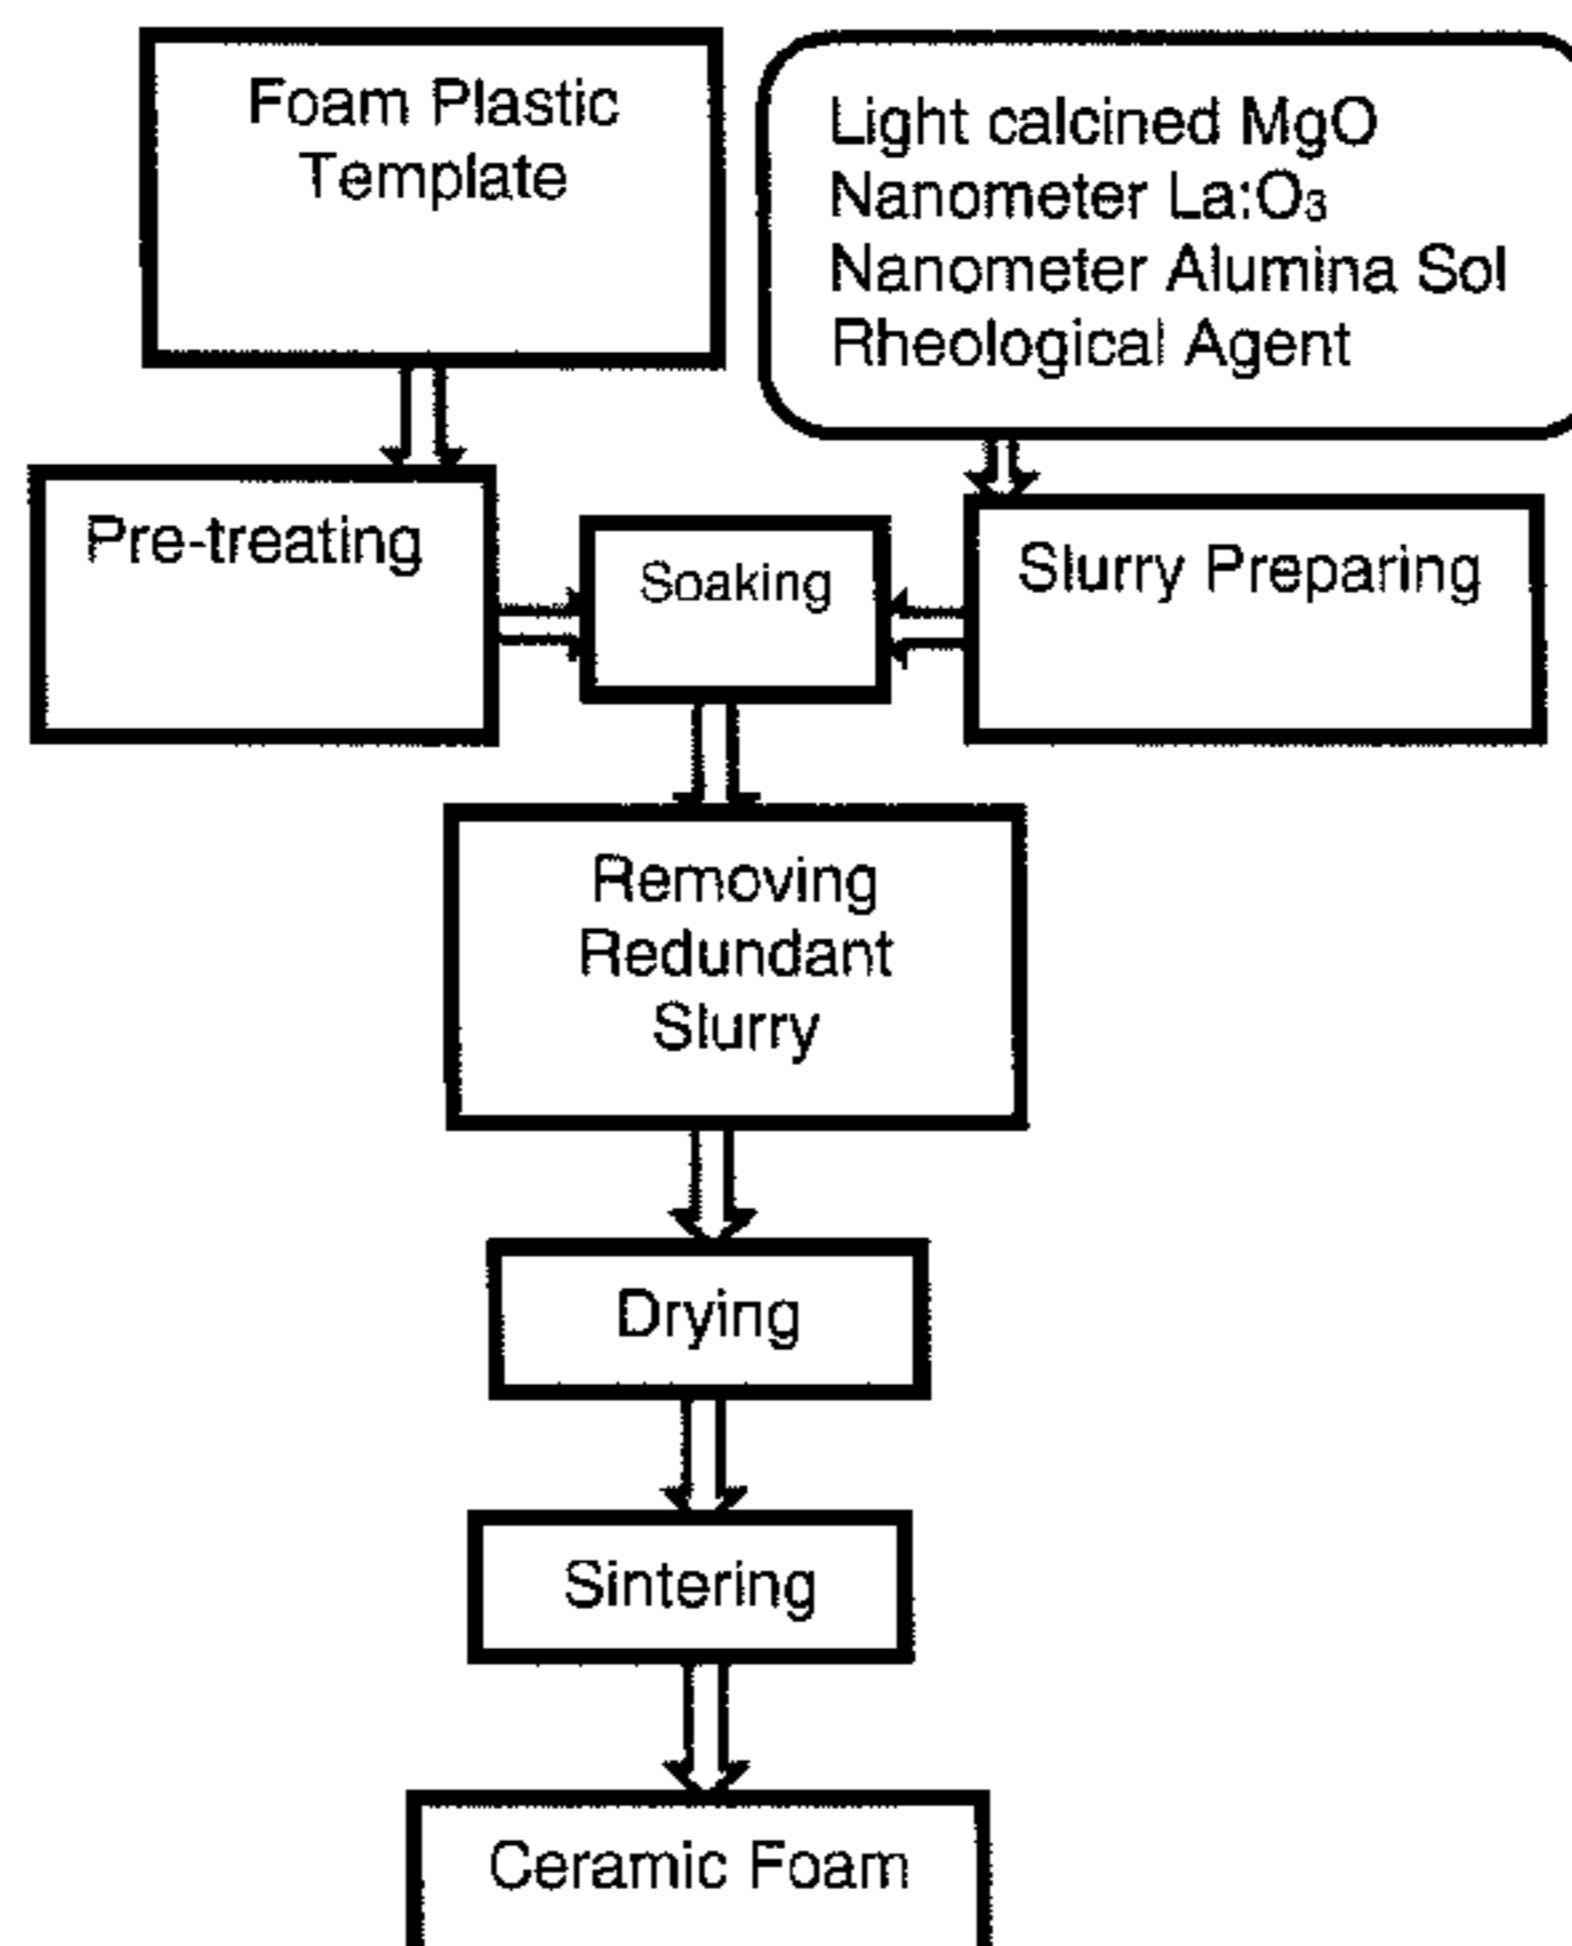 Foam Plastic
Template
Light calcined MgO
Nanometer La:O₃
Nanometer Alumina Sol
Rheological Agent
Pre-treating
Soaking
Slurry Preparing
Removing
Redundant
Slurry
Drying
Sintering
Ceramic Foam